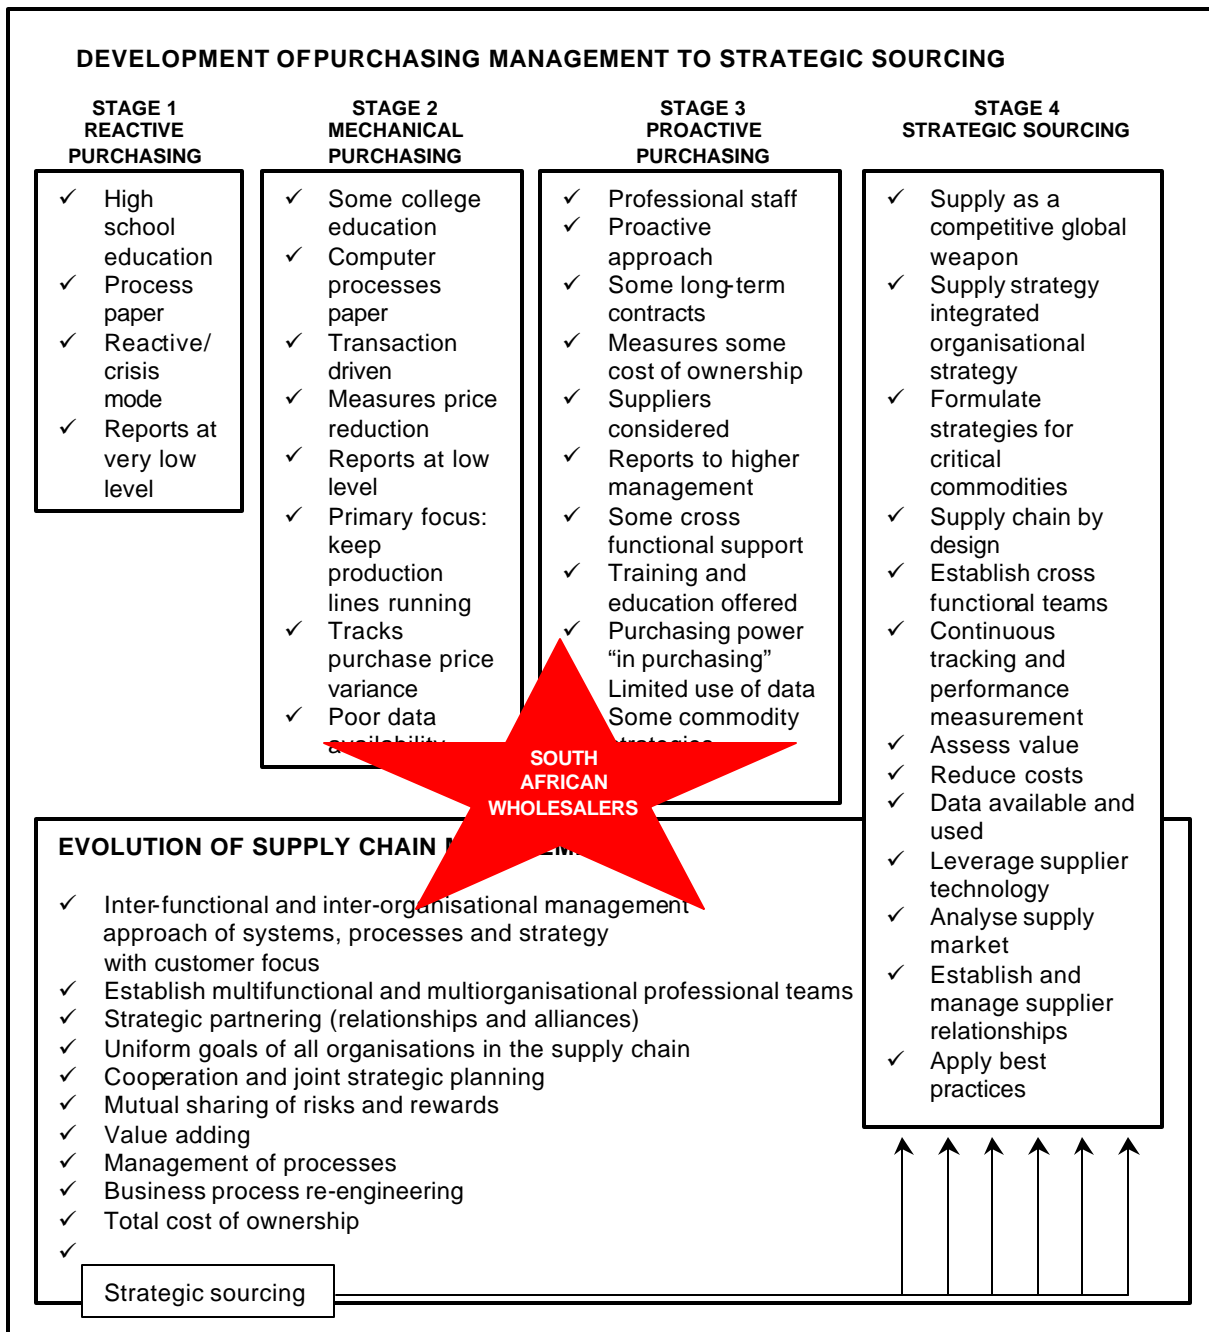 DEVELOPMENT OF PURCHASING MANAGEMENT TO STRATEGIC SOURCING
STAGE 1
REACTIVE
PURCHASING
✓ High
school
education
✓ Process
paper
✓ Reactive/
crisis
mode
✓ Reports at
very low
level
STAGE 2
MECHANICAL
PURCHASING
✓ Some college
education
✓ Computer
processes
paper
✓ Transaction
driven
✓ Measures price
reduction
✓ Reports at low
level
✓ Primary focus:
keep
production
lines running
✓ Tracks
purchase price
variance
✓ Poor data
availability
STAGE 3
PROACTIVE
PURCHASING
✓ Professional staff
✓ Proactive
approach
✓ Some long-term
contracts
✓ Measures some
cost of ownership
✓ Suppliers
considered
✓ Reports to higher
management
✓ Some cross
functional support
✓ Training and
education offered
✓ Purchasing power
“in purchasing”
Limited use of data
Some commodity
strategies
STAGE 4
STRATEGIC SOURCING
✓ Supply as a
competitive global
weapon
✓ Supply strategy
integrated
organisational
strategy
✓ Formulate
strategies for
critical
commodities
✓ Supply chain by
design
✓ Establish cross
functional teams
✓ Continuous
tracking and
performance
measurement
✓ Assess value
✓ Reduce costs
✓ Data available and
used
✓ Leverage supplier
technology
✓ Analyse supply
market
✓ Establish and
manage supplier
relationships
✓ Apply best
practices
SOUTH
AFRICAN
WHOLESALERS
EVOLUTION OF SUPPLY CHAIN
✓ Inter-functional and inter-organisational management
approach of systems, processes and strategy
with customer focus
✓ Establish multifunctional and multiorganisational professional teams
✓ Strategic partnering (relationships and alliances)
✓ Uniform goals of all organisations in the supply chain
✓ Cooperation and joint strategic planning
✓ Mutual sharing of risks and rewards
✓ Value adding
✓ Management of processes
✓ Business process re-engineering
✓ Total cost of ownership
✓
Strategic sourcing